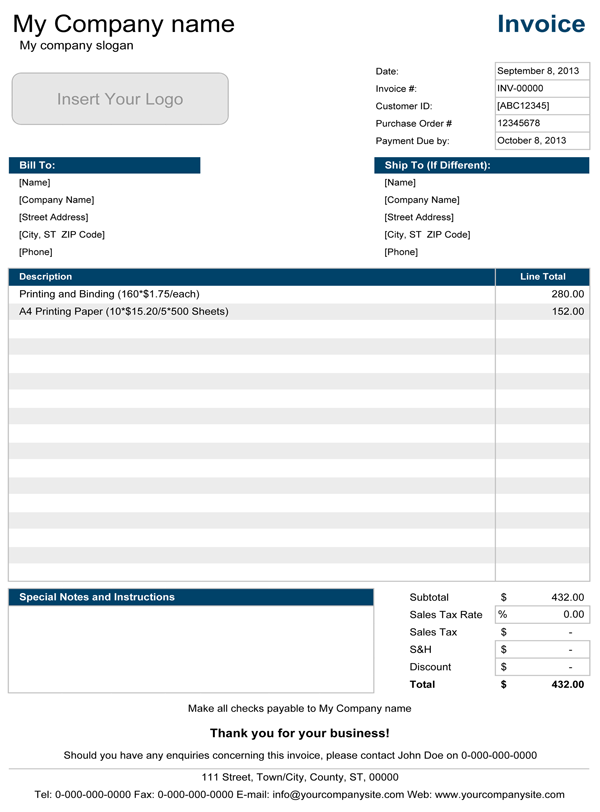 My Company name
Invoice
My company slogan
Insert Your Logo
Date: September 8, 2013
Invoice #: INV-00000
Customer ID: [ABC12345]
Purchase Order # 12345678
Payment Due by: October 8, 2013
Bill To:
[Name]
[Company Name]
[Street Address]
[City, ST  ZIP Code]
[Phone]
Ship To (If Different):
[Name]
[Company Name]
[Street Address]
[City, ST  ZIP Code]
[Phone]
Description Line Total
Printing and Binding (160*$1.75/each) 280.00
A4 Printing Paper (10*$15.20/5*500 Sheets) 152.00
Special Notes and Instructions
Subtotal $ 432.00
Sales Tax Rate % 0.00
Sales Tax $ -
S&H $ -
Discount $ -
Total $ 432.00
Make all checks payable to My Company name
Thank you for your business!
Should you have any enquiries concerning this invoice, please contact John Doe on 0-000-000-0000
111 Street, Town/City, County, ST, 00000
Tel: 0-000-000-0000 Fax: 0-000-000-0000 E-mail: info@yourcompanysite.com Web: www.yourcompanysite.com